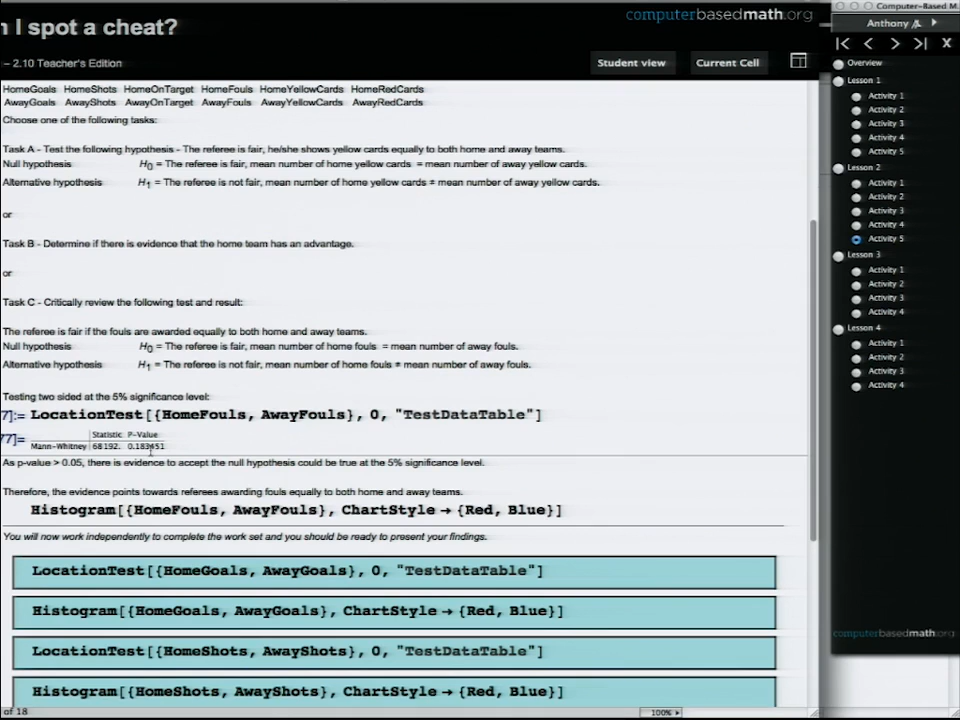 Computer-Based M
n I spot a cheat?
computerbasedmath.org
Anthony
– 2.10 Teacher's Edition
Student view
Current Cell
HomeGoals HomeShots HomeOnTarget HomeFouls HomeYellowCards HomeRedCards
AwayGoals AwayShots AwayOnTarget AwayFouls AwayYellowCards AwayRedCards
Choose one of the following tasks:
Task A - Test the following hypothesis - The referee is fair, he/she shows yellow cards equally to both home and away teams.
Null hypothesis H0 = The referee is fair, mean number of home yellow cards = mean number of away yellow cards.
Alternative hypothesis H1 = The referee is not fair, mean number of home yellow cards ≠ mean number of away yellow cards.
or
Task B - Determine if there is evidence that the home team has an advantage.
or
Task C - Critically review the following test and result:
The referee is fair if the fouls are awarded equally to both home and away teams.
Null hypothesis H0 = The referee is fair, mean number of home fouls = mean number of away fouls.
Alternative hypothesis H1 = The referee is not fair, mean number of home fouls ≠ mean number of away fouls.
Testing two sided at the 5% significance level:
7]:= LocationTest[{HomeFouls, AwayFouls}, 0, "TestDataTable"]
77]=
Statistic P-Value
Mann-Whitney 68192. 0.183451
As p-value > 0.05, there is evidence to accept the null hypothesis could be true at the 5% significance level.
Therefore, the evidence points towards referees awarding fouls equally to both home and away teams.
Histogram[{HomeFouls, AwayFouls}, ChartStyle → {Red, Blue}]
You will now work independently to complete the work set and you should be ready to present your findings.
LocationTest[{HomeGoals, AwayGoals}, 0, "TestDataTable"]
Histogram[{HomeGoals, AwayGoals}, ChartStyle → {Red, Blue}]
LocationTest[{HomeShots, AwayShots}, 0, "TestDataTable"]
Histogram[{HomeShots, AwayShots}, ChartStyle → {Red, Blue}]
of 18
100%
Overview
Lesson 1
Activity 1
Activity 2
Activity 3
Activity 4
Activity 5
Lesson 2
Activity 1
Activity 2
Activity 3
Activity 4
Activity 5
Lesson 3
Activity 1
Activity 2
Activity 3
Activity 4
Lesson 4
Activity 1
Activity 2
Activity 3
Activity 4
computerbasedmath.org